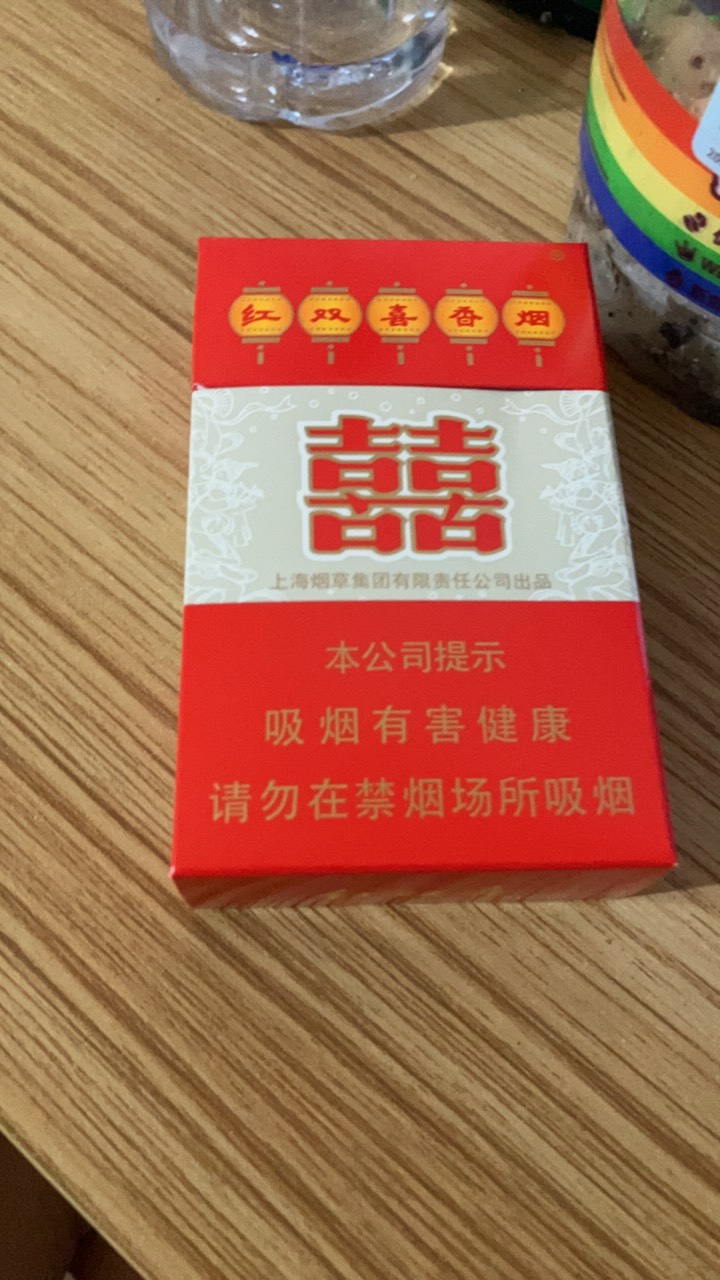 红双喜香烟
囍
上海烟草集团有限责任公司出品
本公司提示
吸烟有害健康
请勿在禁烟场所吸烟